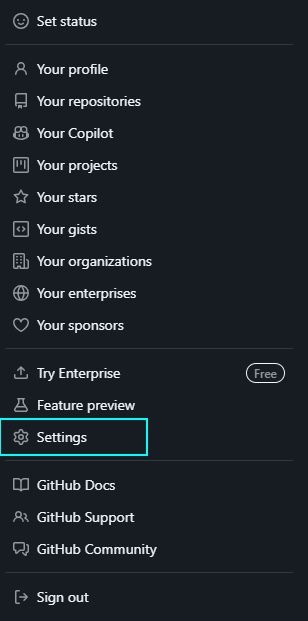 Set status
Your profile
Your repositories
Your Copilot
Your projects
Your stars
Your gists
Your organizations
Your enterprises
Your sponsors
Try Enterprise Free
Feature preview
Settings
GitHub Docs
GitHub Support
GitHub Community
Sign out